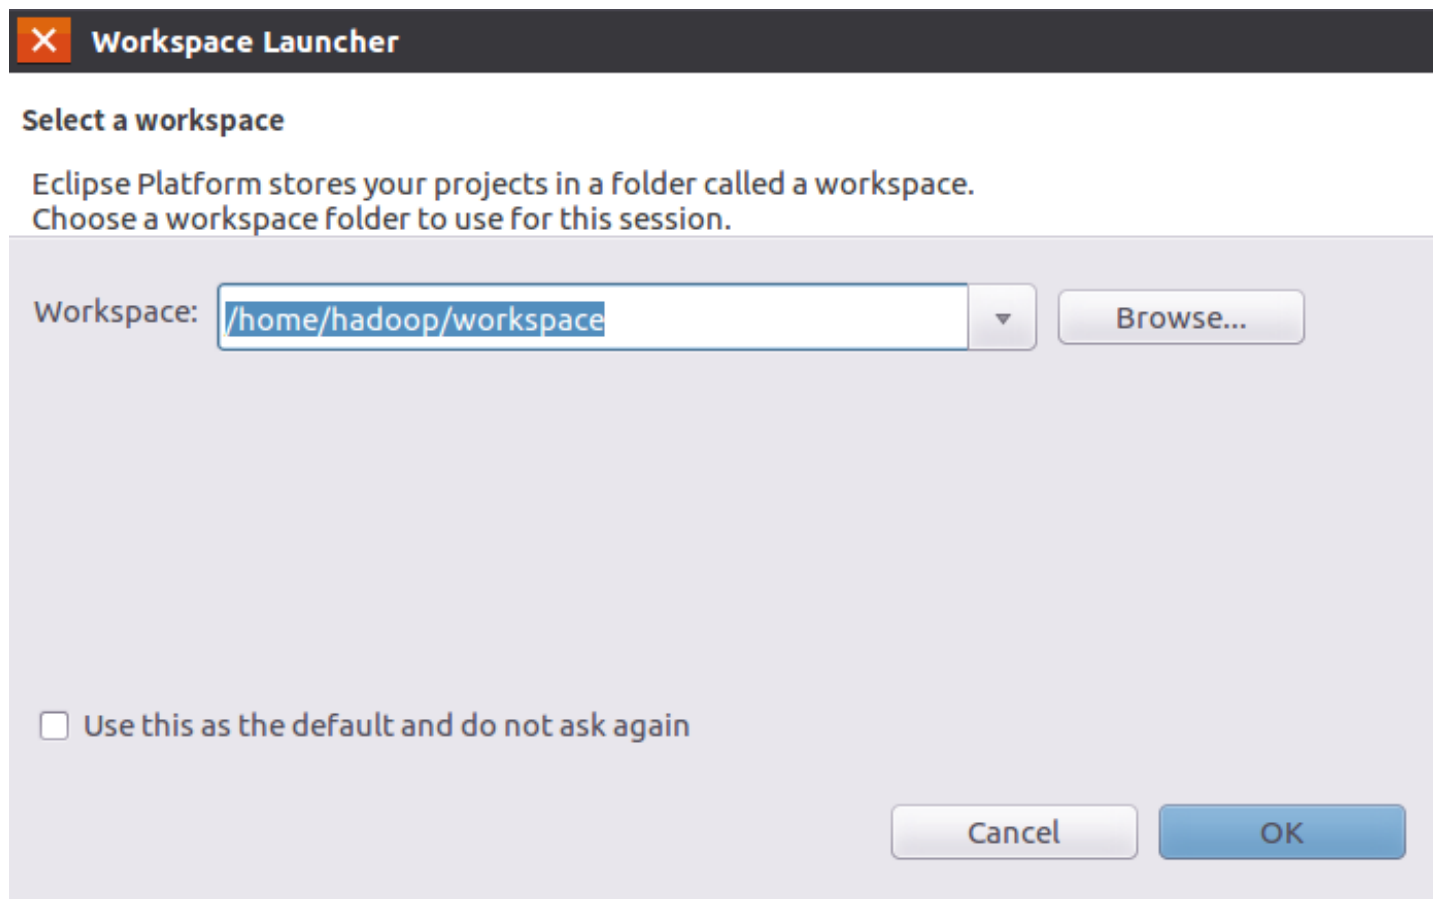 Workspace Launcher
Select a workspace
Eclipse Platform stores your projects in a folder called a workspace.
Choose a workspace folder to use for this session.
Workspace: /home/hadoop/workspace Browse...
Use this as the default and do not ask again
Cancel OK